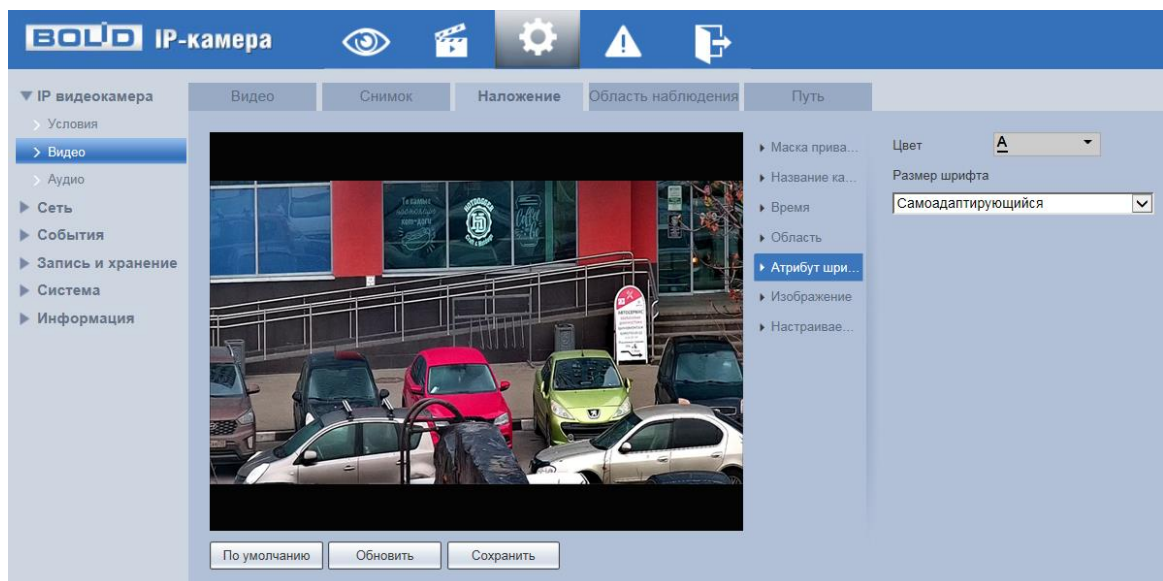 BOLID IP-камера
IP видеокамера
Условия
Видео
Аудио
Сеть
События
Запись и хранение
Система
Информация
Видео
Снимок
Наложение
Область наблюдения
Путь
Маска прива...
Название ка...
Время
Область
Атрибут шри...
Изображение
Настраивае...
Цвет
A
Размер шрифта
Самоадаптирующийся
По умолчанию
Обновить
Сохранить